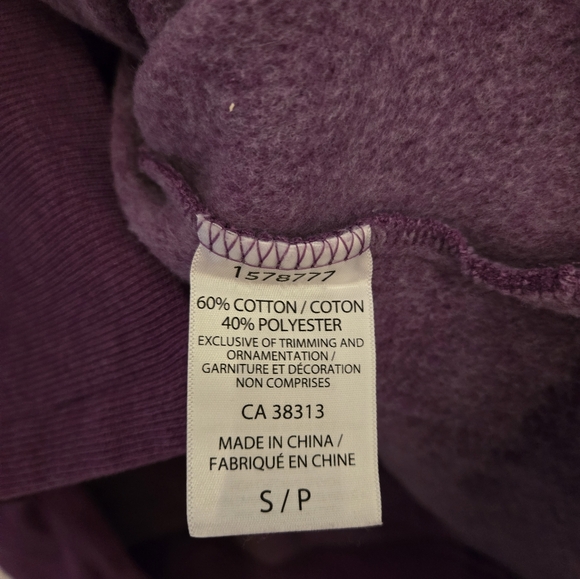 1578777
60% COTTON / COTON
40% POLYESTER
EXCLUSIVE OF TRIMMING AND
ORNAMENTATION /
GARNITURE ET DÉCORATION
NON COMPRISES
CA 38313
MADE IN CHINA /
FABRIQUÉ EN CHINE
S / P